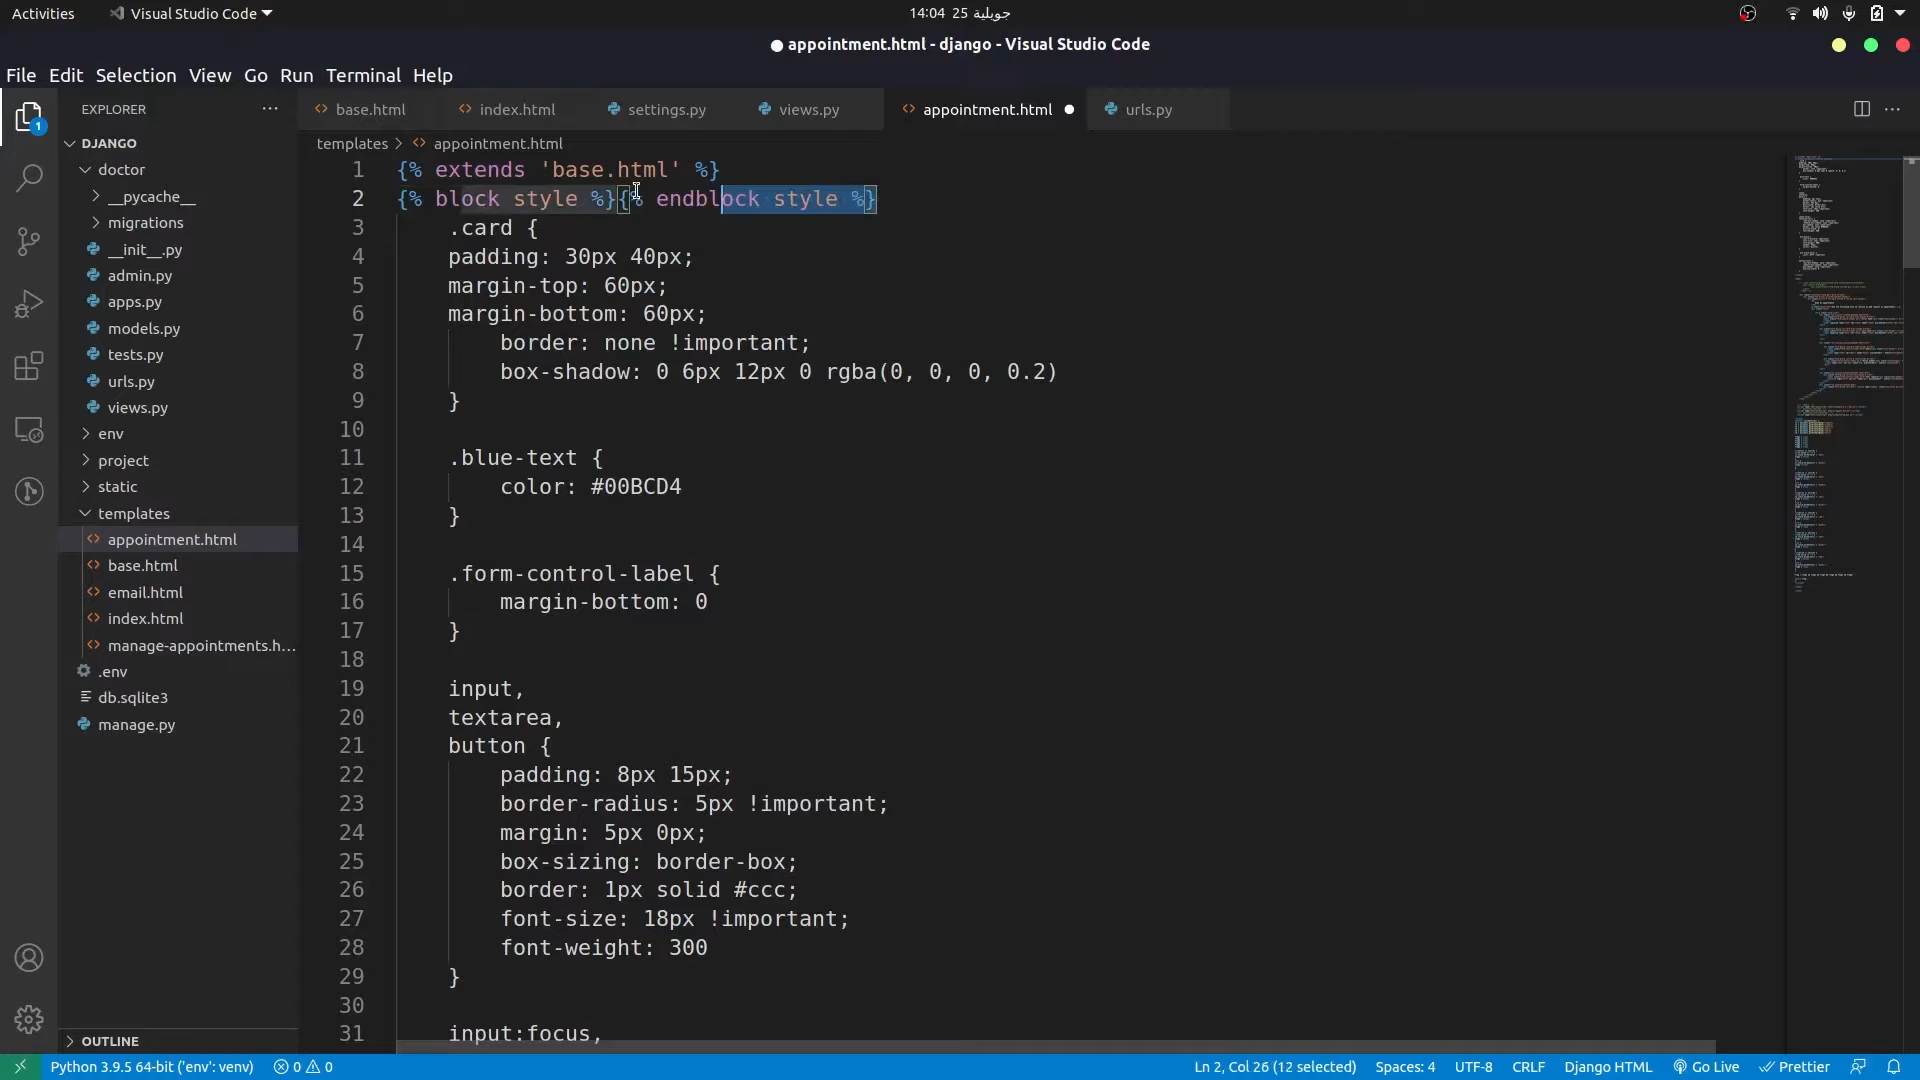 Activities
Visual Studio Code
14:04 25 جويلية
● appointment.html - django - Visual Studio Code
File Edit Selection View Go Run Terminal Help
1
EXPLORER ···
base.html
index.html
settings.py
views.py
appointment.html ●
urls.py
···
DJANGO
doctor
__pycache__
migrations
__init__.py
admin.py
apps.py
models.py
tests.py
urls.py
views.py
env
project
static
templates
appointment.html
base.html
email.html
index.html
manage-appointments.h...
.env
db.sqlite3
manage.py
OUTLINE
templates > appointment.html
1 {% extends 'base.html' %}
2 {% block style %}{% endblock style %}
3 .card {
4 padding: 30px 40px;
5 margin-top: 60px;
6 margin-bottom: 60px;
7 border: none !important;
8 box-shadow: 0 6px 12px 0 rgba(0, 0, 0, 0.2)
9 }
10
11 .blue-text {
12 color: #00BCD4
13 }
14
15 .form-control-label {
16 margin-bottom: 0
17 }
18
19 input,
20 textarea,
21 button {
22 padding: 8px 15px;
23 border-radius: 5px !important;
24 margin: 5px 0px;
25 box-sizing: border-box;
26 border: 1px solid #ccc;
27 font-size: 18px !important;
28 font-weight: 300
29 }
30
31 input:focus,
Python 3.9.5 64-bit ('env': venv) 0 0 Ln 2, Col 26 (12 selected) Spaces: 4 UTF-8 CRLF Django HTML Go Live Prettier